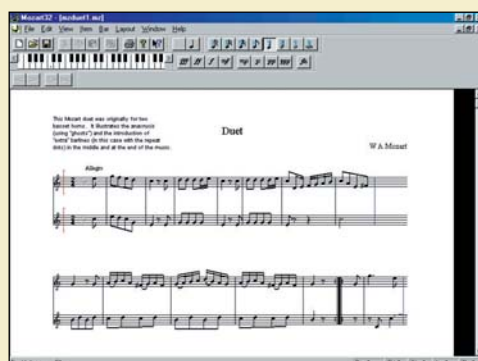 Mozart32 - [mzduet1.mz]
File Edit View Item Bar Layout Window Help
This Mozart duet was originally for two
basset horns. It illustrates the anacrusis
(using "ghosts") and the introduction of
"extra" barlines (in this case with the repeat
dots) in the middle and at the end of the music.
Duet
W A Mozart
Allegro